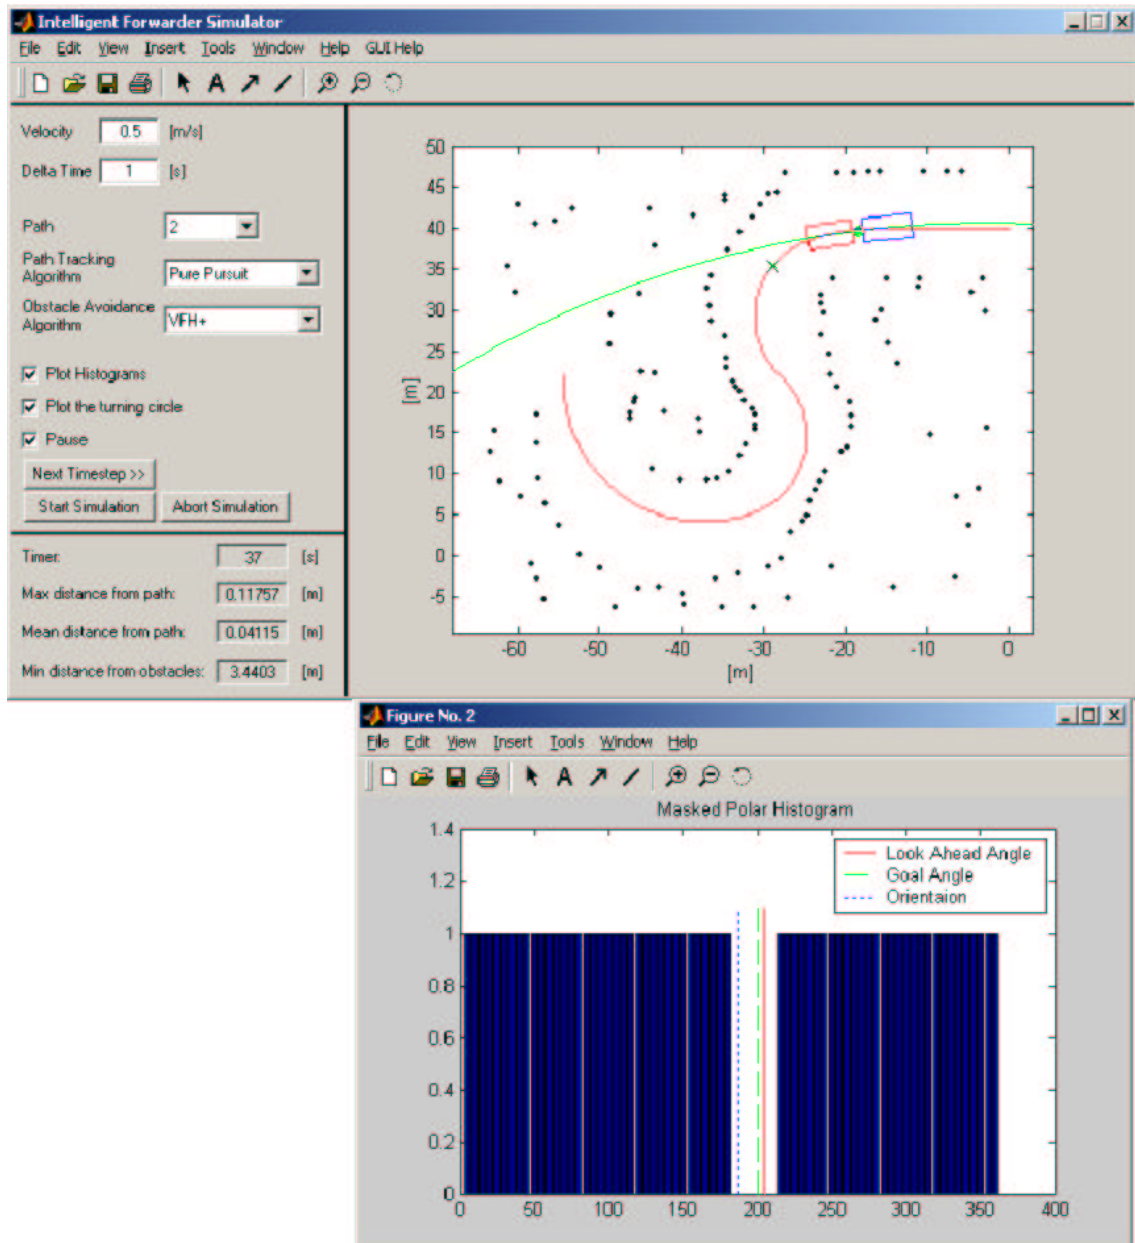 Intelligent Forwarder Simulator
File Edit View Insert Tools Window Help GUI Help
Velocity 0.5 [m/s]
Delta Time 1 [s]
Path 2
Path Tracking
Algorithm Pure Pursuit
Obstacle Avoidance
Algorithm VFH+
Plot Histograms
Plot the turning circle
Pause
Next Timestep >>
Start Simulation Abort Simulation
Timer: 37 [s]
Max distance from path: 0.11757 [m]
Mean distance from path: 0.04115 [m]
Min distance from obstacles: 3.4403 [m]
50
45
40
35
30
25
20
15
10
5
0
-5
[m]
-60 -50 -40 -30 -20 -10 0
[m]
Figure No. 2
File Edit View Insert Tools Window Help
Masked Polar Histogram
1.4
1.2
1
0.8
0.6
0.4
0.2
0
Look Ahead Angle
Goal Angle
Orientaion
0 50 100 150 200 250 300 350 400